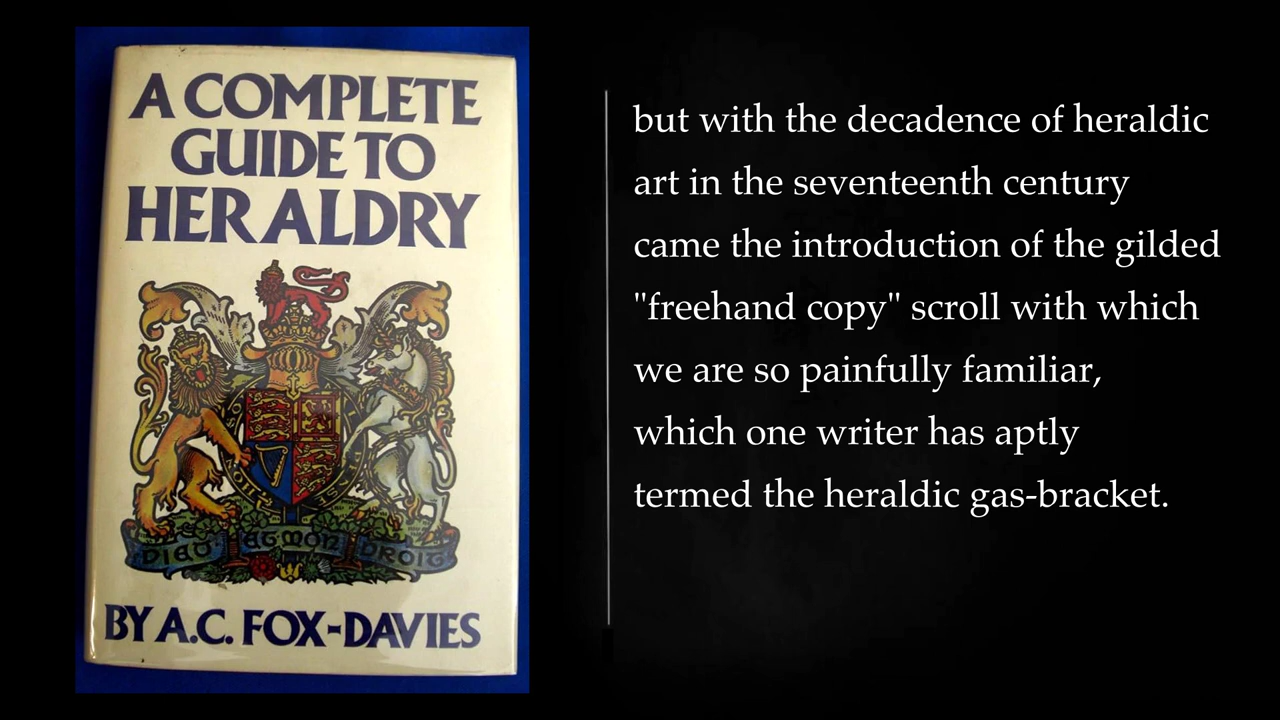 A COMPLETE
GUIDE TO
HERALDRY
DIEU ET MON DROIT
BY A.C. FOX-DAVIES
but with the decadence of heraldic
art in the seventeenth century
came the introduction of the gilded
"freehand copy" scroll with which
we are so painfully familiar,
which one writer has aptly
termed the heraldic gas-bracket.